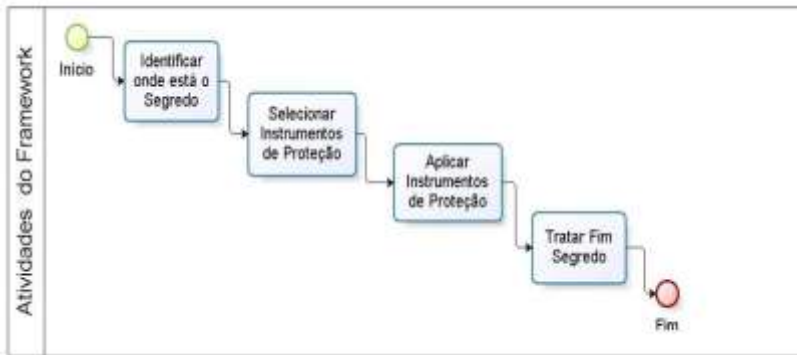 Atividades do Framework
Início
Identificar
onde está o
Segredo
Selecionar
Instrumentos
de Proteção
Aplicar
Instrumentos
de Proteção
Tratar Fim
Segredo
Fim